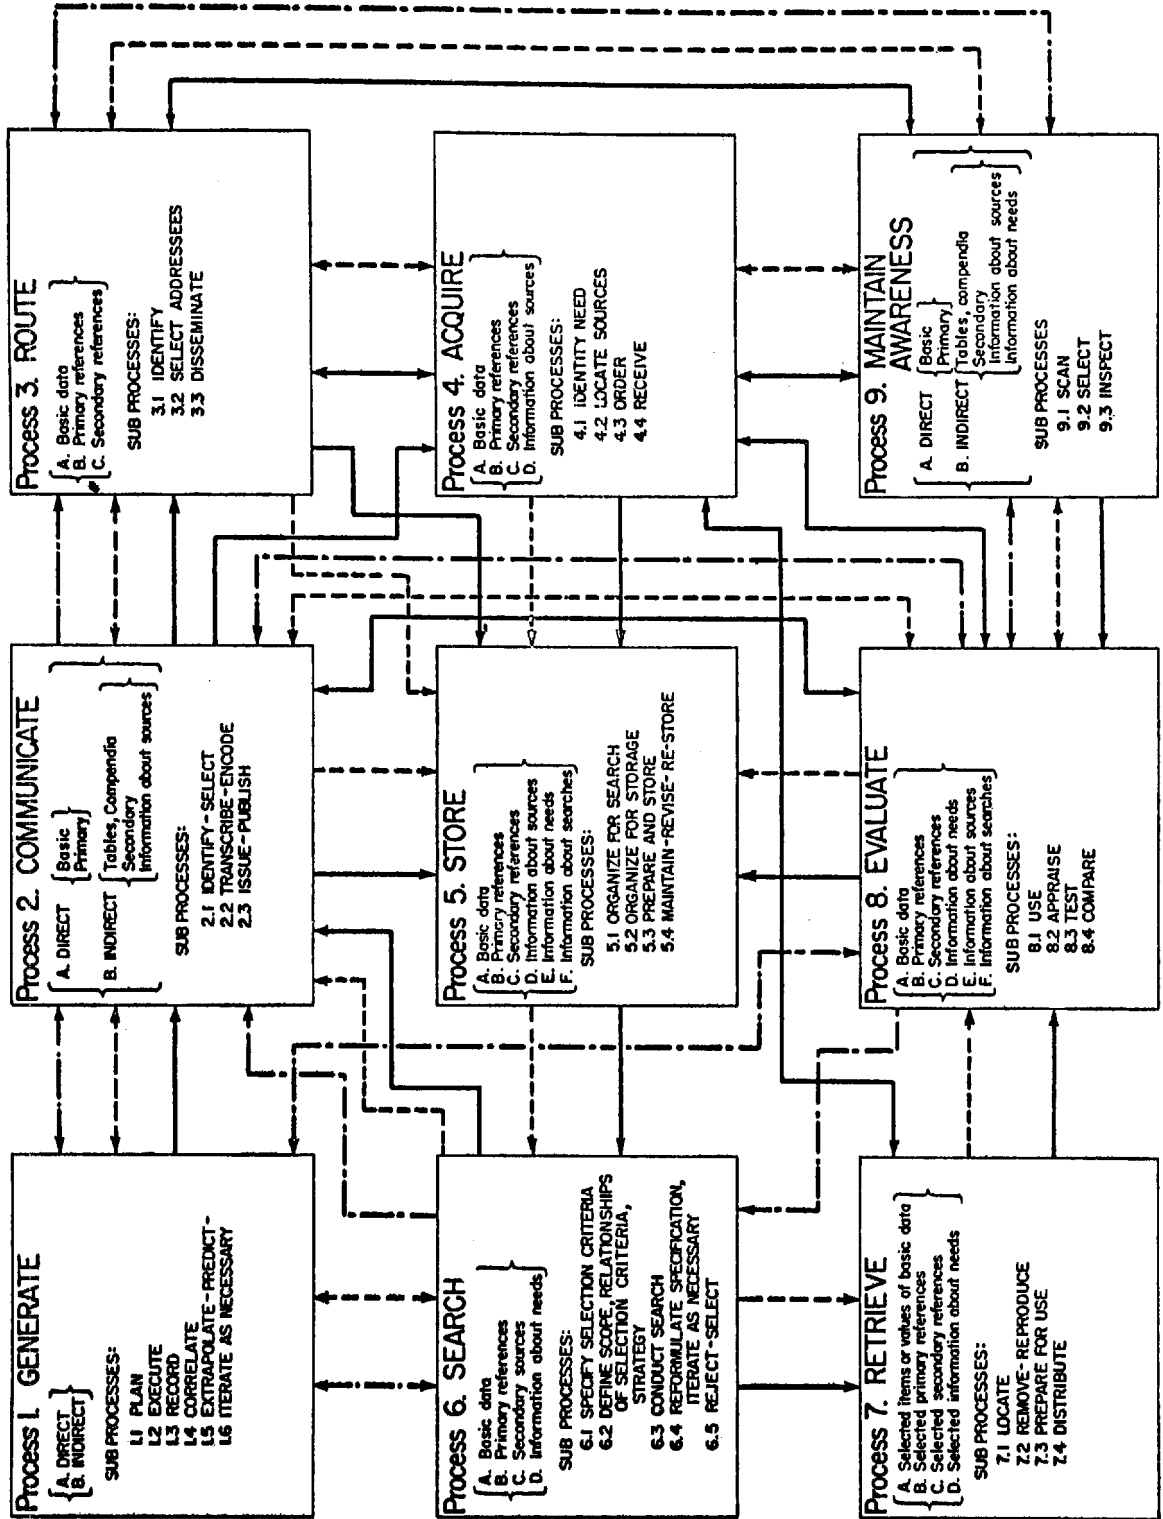 Process 1. GENERATE
A. DIRECT
B. INDIRECT
SUB PROCESSES:
1.1 PLAN
1.2 EXECUTE
1.3 RECORD
1.4 CORRELATE
1.5 EXTRAPOLATE-PREDICT-
1.6 ITERATE AS NECESSARY
Process 2. COMMUNICATE
A. DIRECT
Basic
Primary
B. INDIRECT
Tables, Compendia
Secondary
Information about sources
SUB PROCESSES:
2.1 IDENTIFY-SELECT
2.2 TRANSCRIBE-ENCODE
2.3 ISSUE-PUBLISH
Process 3. ROUTE
A. Basic data
B. Primary references
# C. Secondary references
SUB PROCESSES:
3.1 IDENTIFY
3.2 SELECT ADDRESSEES
3.3 DISSEMINATE
Process 6. SEARCH
A. Basic data
B. Primary references
C. Secondary sources
D. Information about needs
SUB PROCESSES:
6.1 SPECIFY SELECTION CRITERIA
6.2 DEFINE SCOPE, RELATIONSHIPS
OF SELECTION CRITERIA,
STRATEGY
6.3 CONDUCT SEARCH
6.4 REFORMULATE SPECIFICATION,
ITERATE AS NECESSARY
6.5 REJECT-SELECT
Process 5. STORE
A. Basic data
B. Primary references
C. Secondary references
D. Information about sources
E. Information about needs
F. Information about searches
SUB PROCESSES:
5.1 ORGANIZE FOR SEARCH
5.2 ORGANIZE FOR STORAGE
5.3 PREPARE AND STORE
5.4 MAINTAIN-REVISE-RE-STORE
Process 4. ACQUIRE
A. Basic data
B. Primary references
C. Secondary references
D. Information about sources
SUB PROCESSES:
4.1 IDENTITY NEED
4.2 LOCATE SOURCES
4.3 ORDER
4.4 RECEIVE
Process 7. RETRIEVE
A. Selected items or values of basic data
B. Selected primary references
C. Selected secondary references
D. Selected information about needs
SUB PROCESSES:
7.1 LOCATE
7.2 REMOVE-REPRODUCE
7.3 PREPARE FOR USE
7.4 DISTRIBUTE
Process 8. EVALUATE
A. Basic data
B. Primary references
C. Secondary references
D. Information about needs
E. Information about sources
F. Information about searches
SUB PROCESSES:
8.1 USE
8.2 APPRAISE
8.3 TEST
8.4 COMPARE
Process 9. MAINTAIN
AWARENESS
A. DIRECT
Basic
Primary
B. INDIRECT
Tables, compendia
Secondary
Information about sources
Information about needs
SUB PROCESSES
9.1 SCAN
9.2 SELECT
9.3 INSPECT